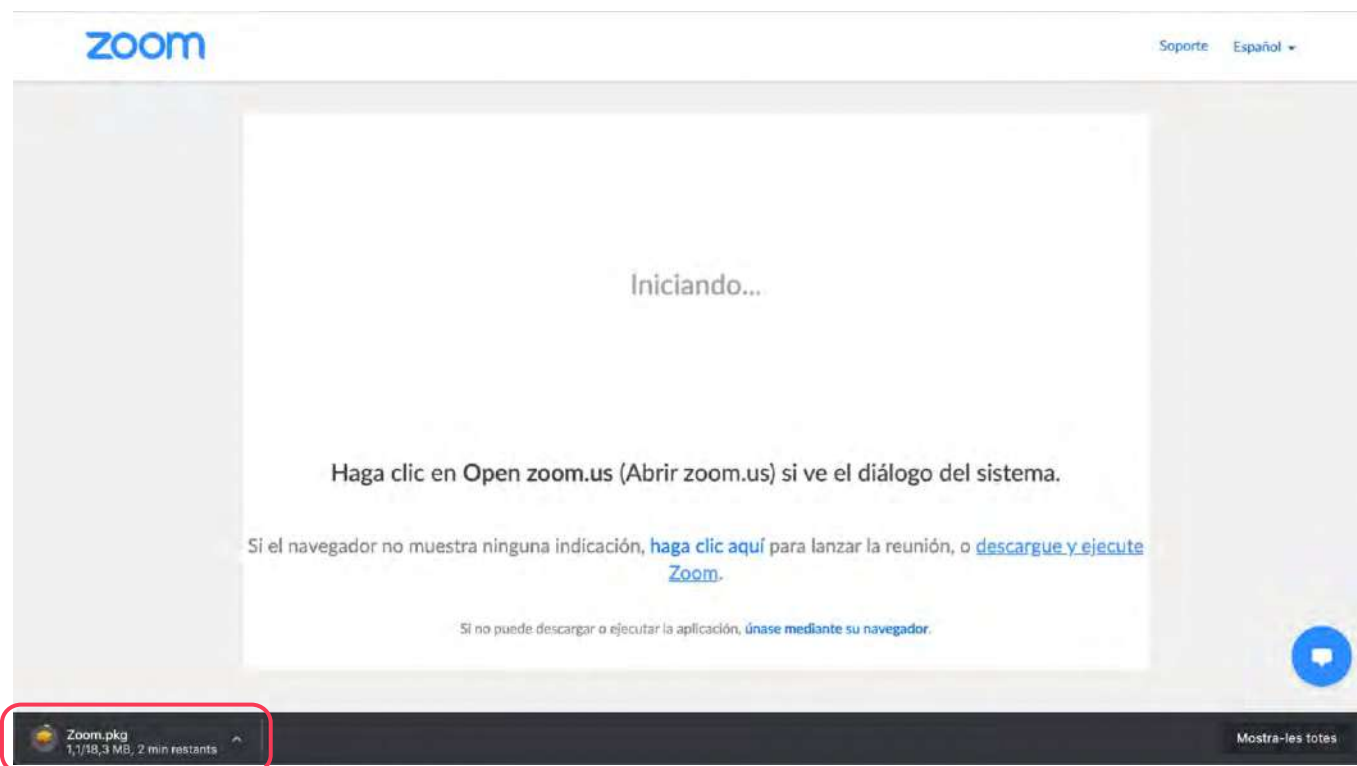 zoom
Soporte Español
Iniciando...
Haga clic en Open zoom.us (Abrir zoom.us) si ve el diálogo del sistema.
Si el navegador no muestra ninguna indicación, haga clic aquí para lanzar la reunión, o descargue y ejecute
Zoom.
Si no puede descargar o ejecutar la aplicación, únase mediante su navegador.
Zoom.pkg
1,1/18,3 MB, 2 min restants
Mostra-les totes